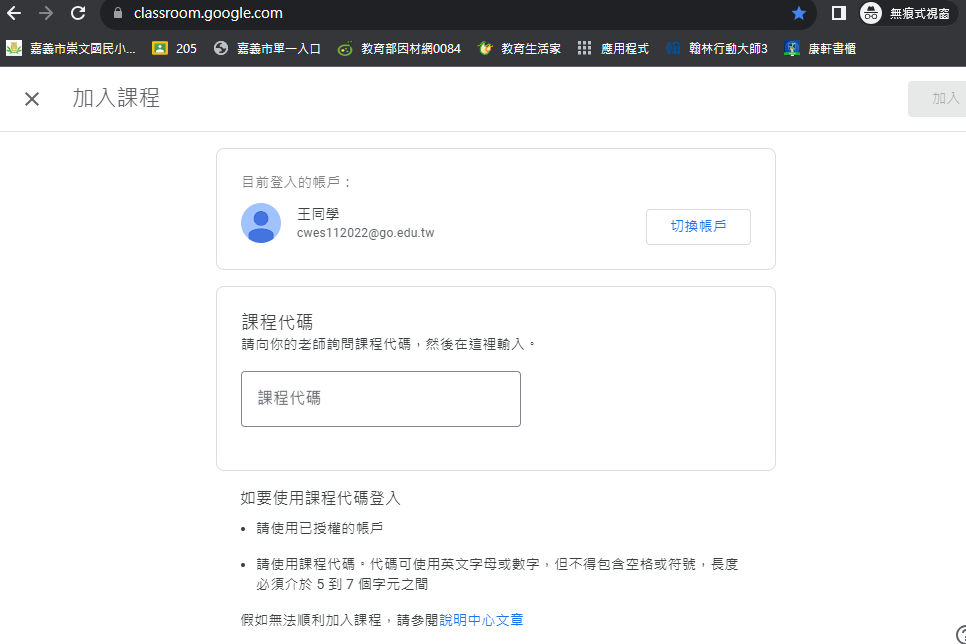 classroom.google.com
無痕式視窗
嘉義市崇文國民小... 205 嘉義市單一入口 教育部因材網0084 教育生活家 應用程式 翰林行動大師3 康軒書櫃
加入課程
加入
目前登入的帳戶：
王同學
cwes112022@go.edu.tw
切換帳戶
課程代碼
請向你的老師詢問課程代碼，然後在這裡輸入。
課程代碼
如要使用課程代碼登入
• 請使用已授權的帳戶
• 請使用課程代碼。代碼可使用英文字母或數字，但不得包含空格或符號，長度
必須介於 5 到 7 個字元之間
假如無法順利加入課程，請參閱說明中心文章